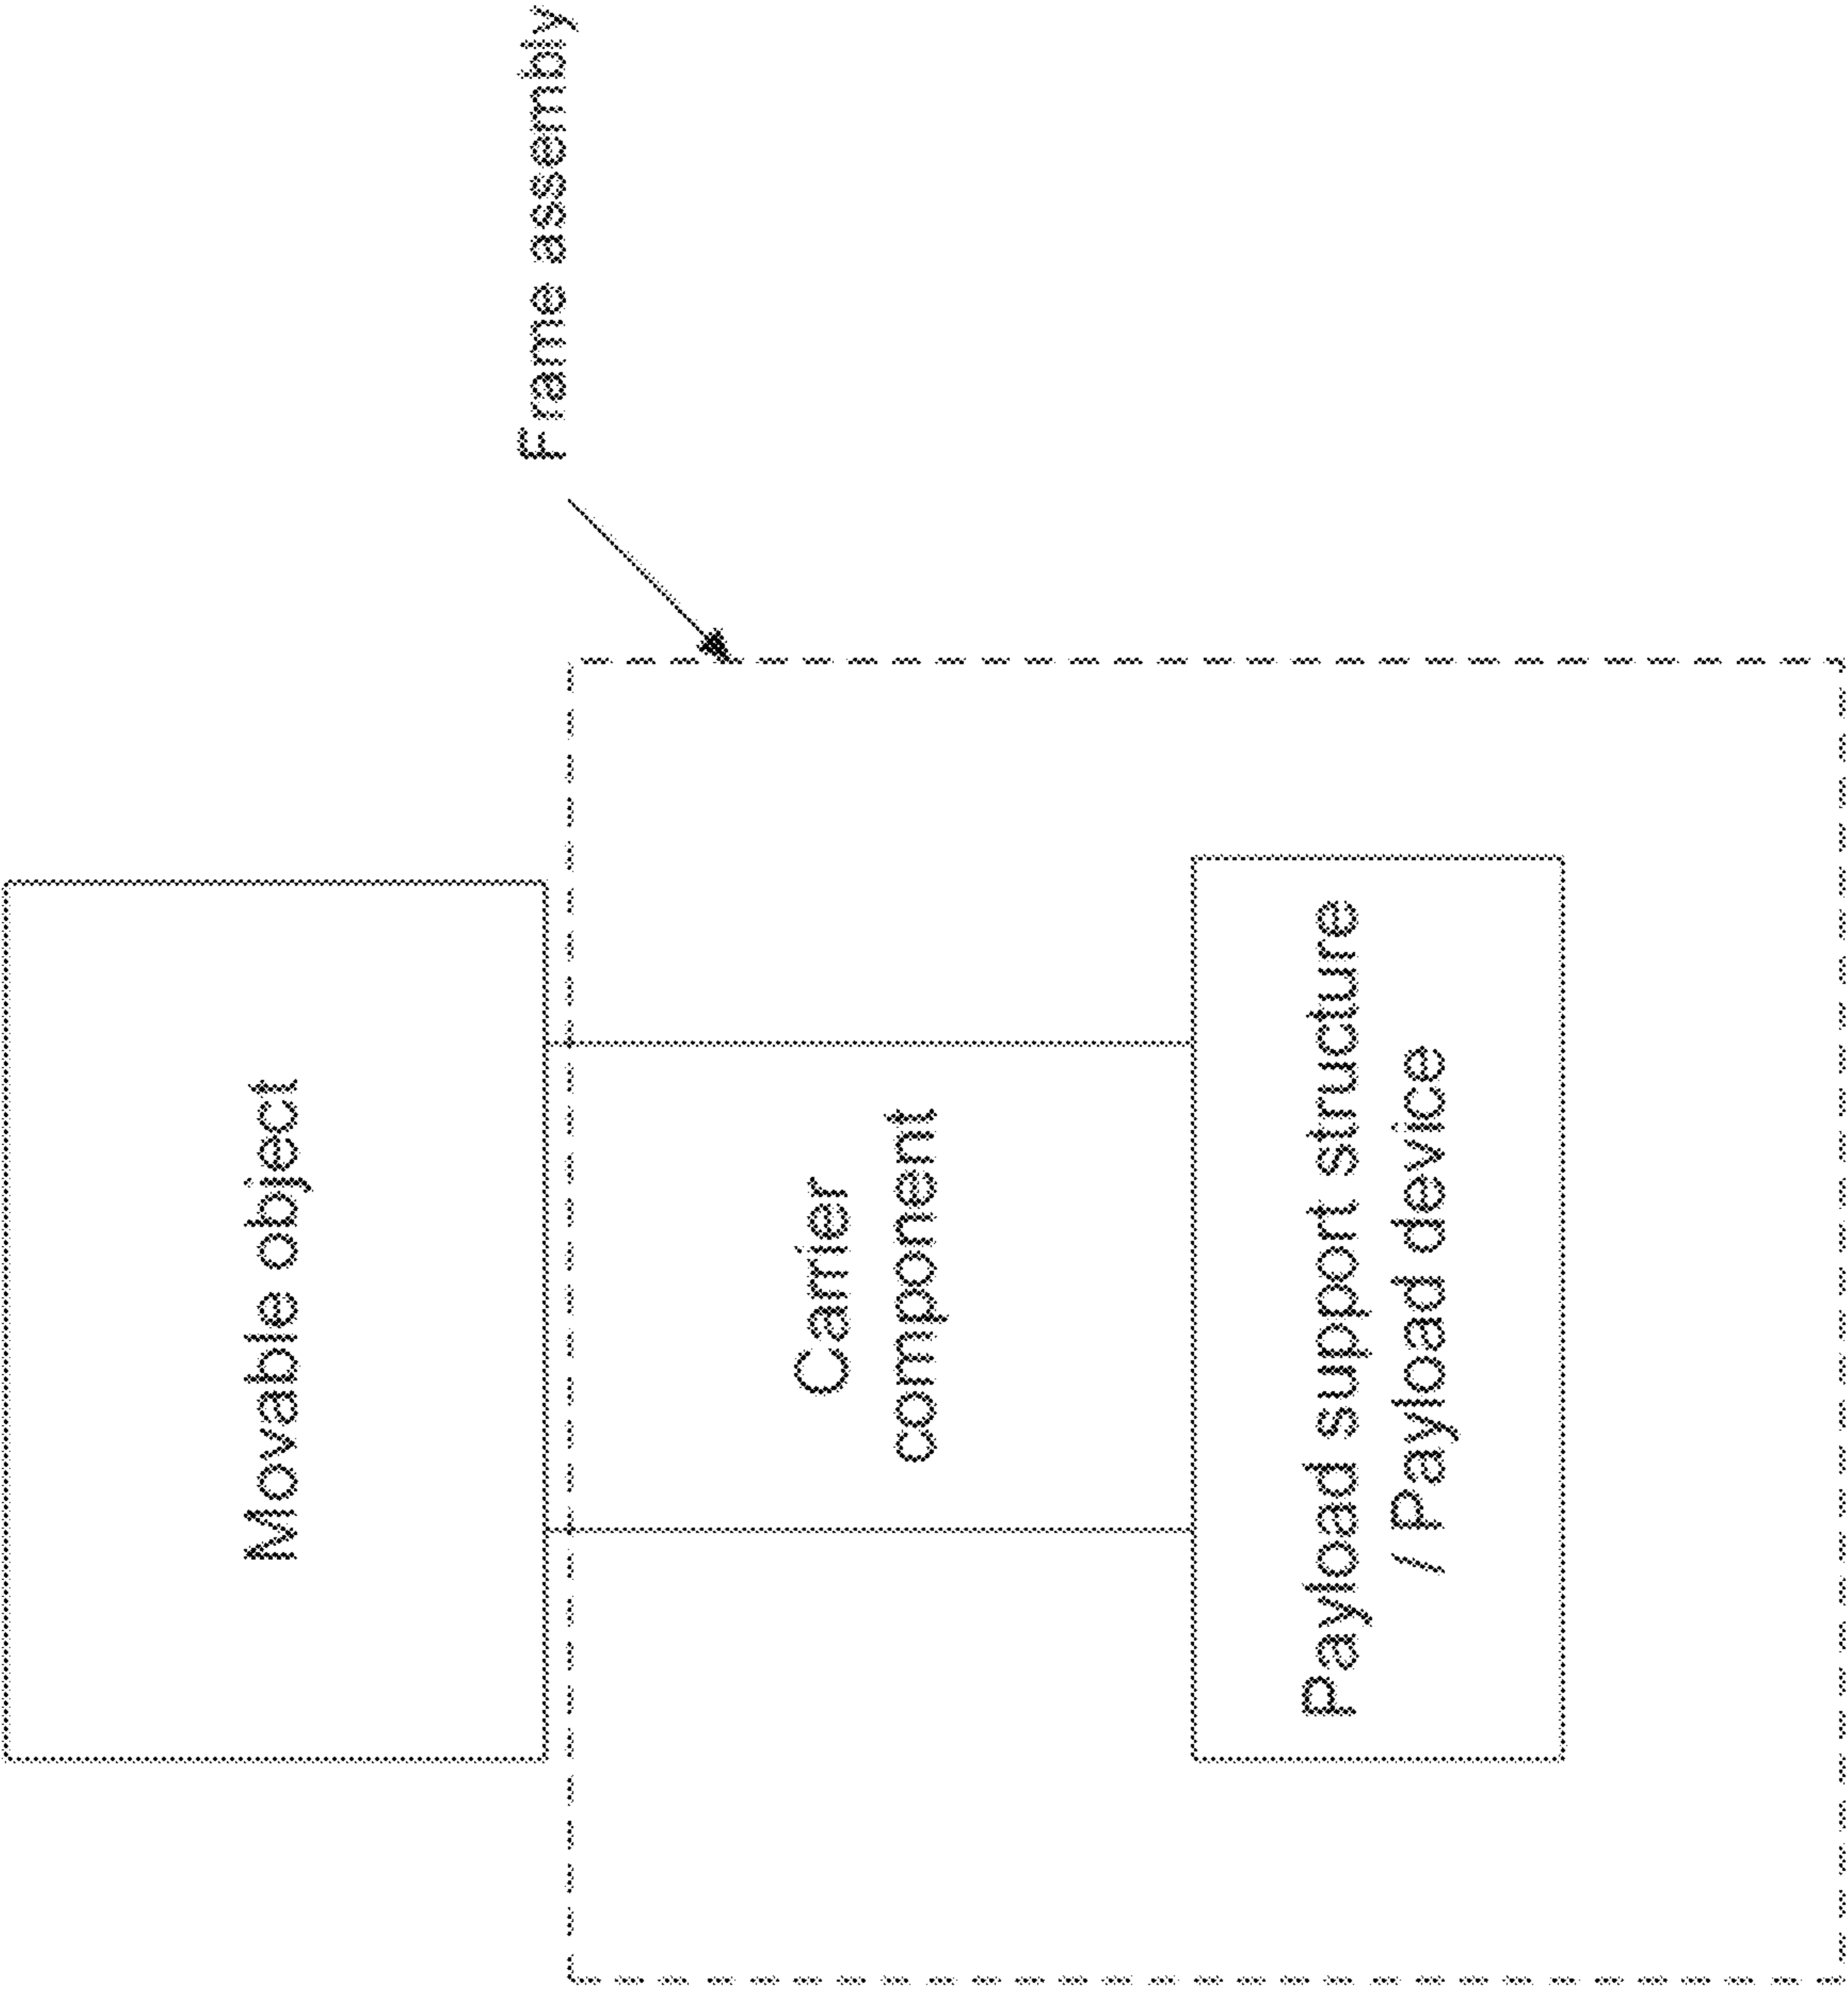 Movable object
Frame assembly
Carrier
component
Payload support structure
/ Payload device